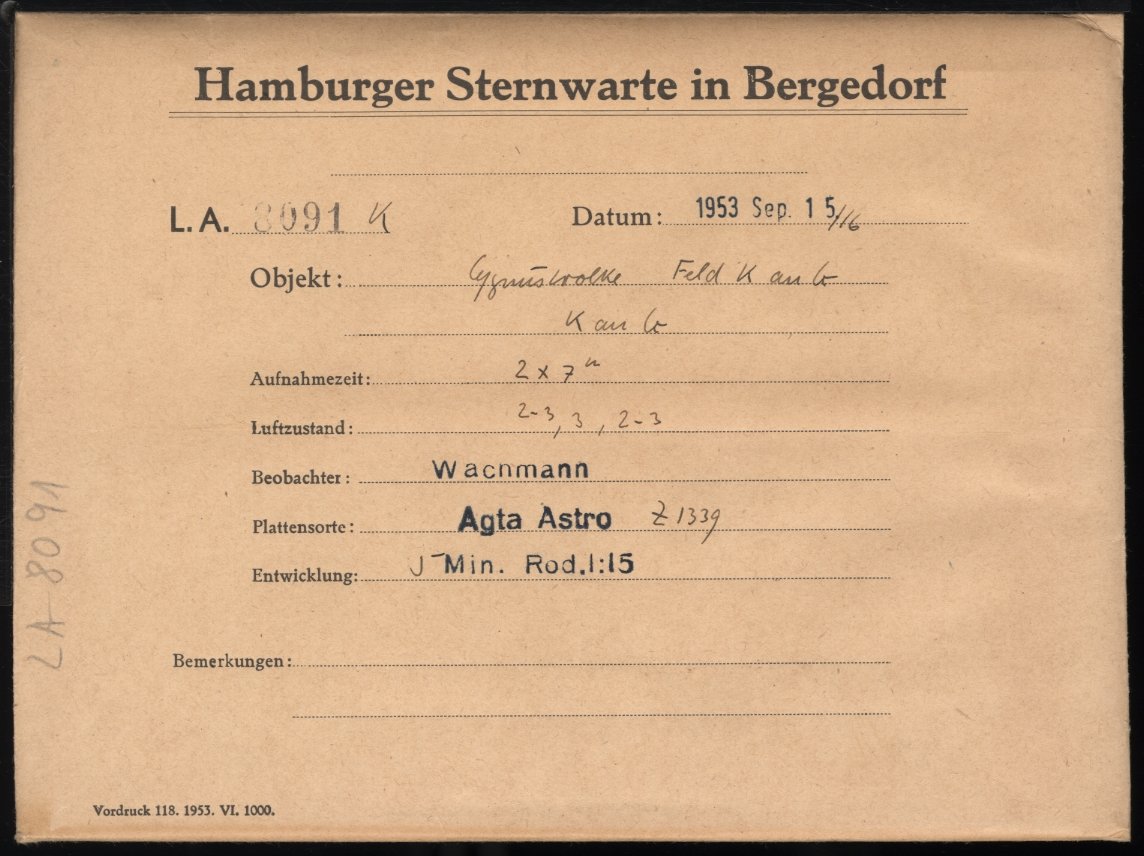 Hamburger Sternwarte in Bergedorf
L.A. 8091 K Datum: 1953 Sep. 15/16
Objekt: Cygnuswolke Feld K an b
K an b
Aufnahmezeit: 2 x 7ᵐ
Luftzustand: 2-3, 3, 2-3
Beobachter: Wachmann
Plattensorte: Agfa Astro Z 1339
Entwicklung: 5 Min. Rod. 1:15
Bemerkungen:
Vordruck 118. 1953. VI. 1000.
LA 8091